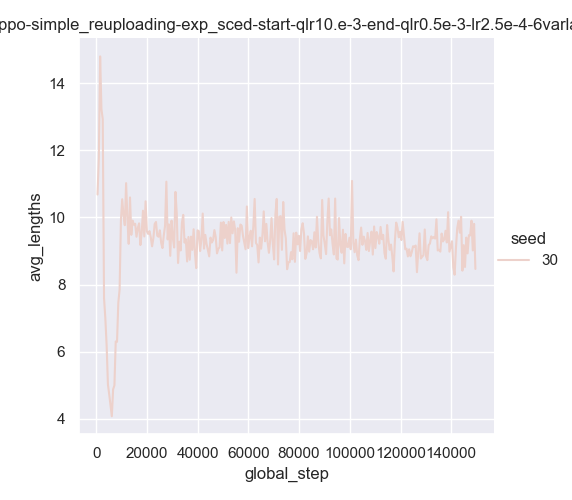 ppo-simple_reuploading-exp_sced-start-qlr10.e-3-end-qlr0.5e-3-lr2.5e-4-6varla
14
12
10
8
6
4
avg_lengths
0 20000 40000 60000 80000 100000 120000 140000
global_step
seed
30